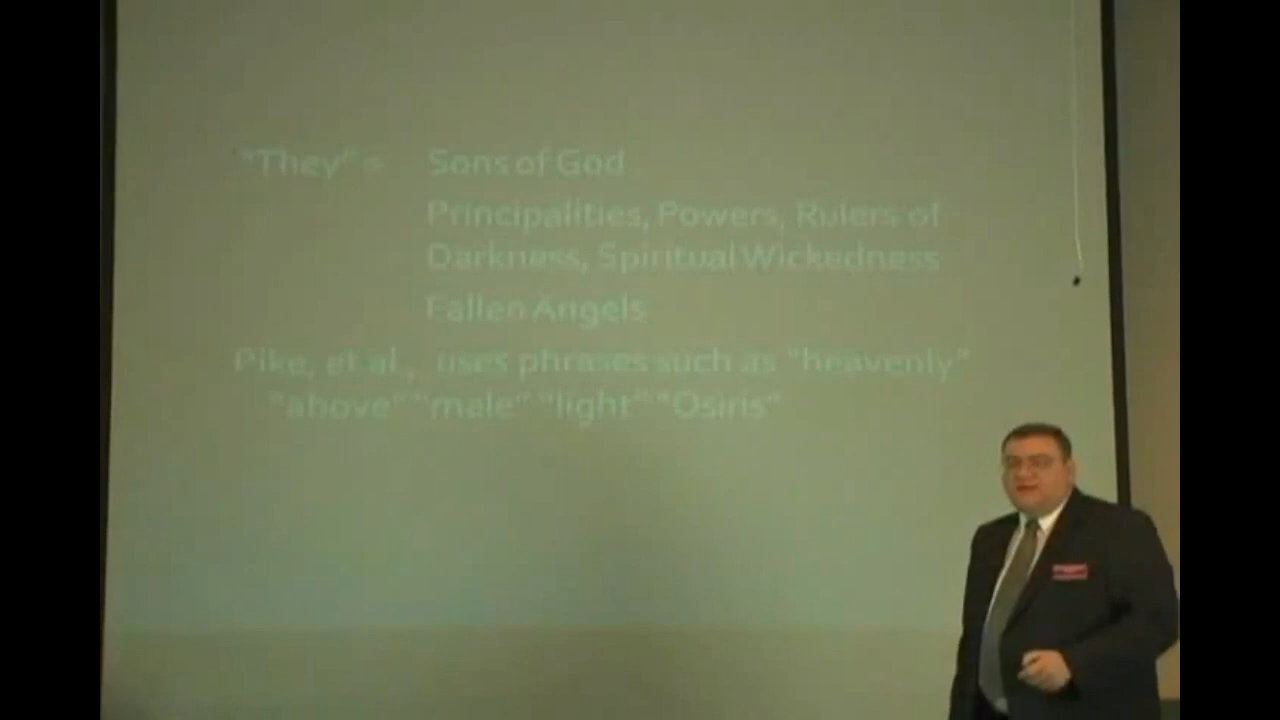 "They" = Sons of God
Principalities, Powers, Rulers of
Darkness, Spiritual Wickedness
Fallen Angels
Pike, et al., uses phrases such as "heavenly"
"above" "male" "light" "Osiris"